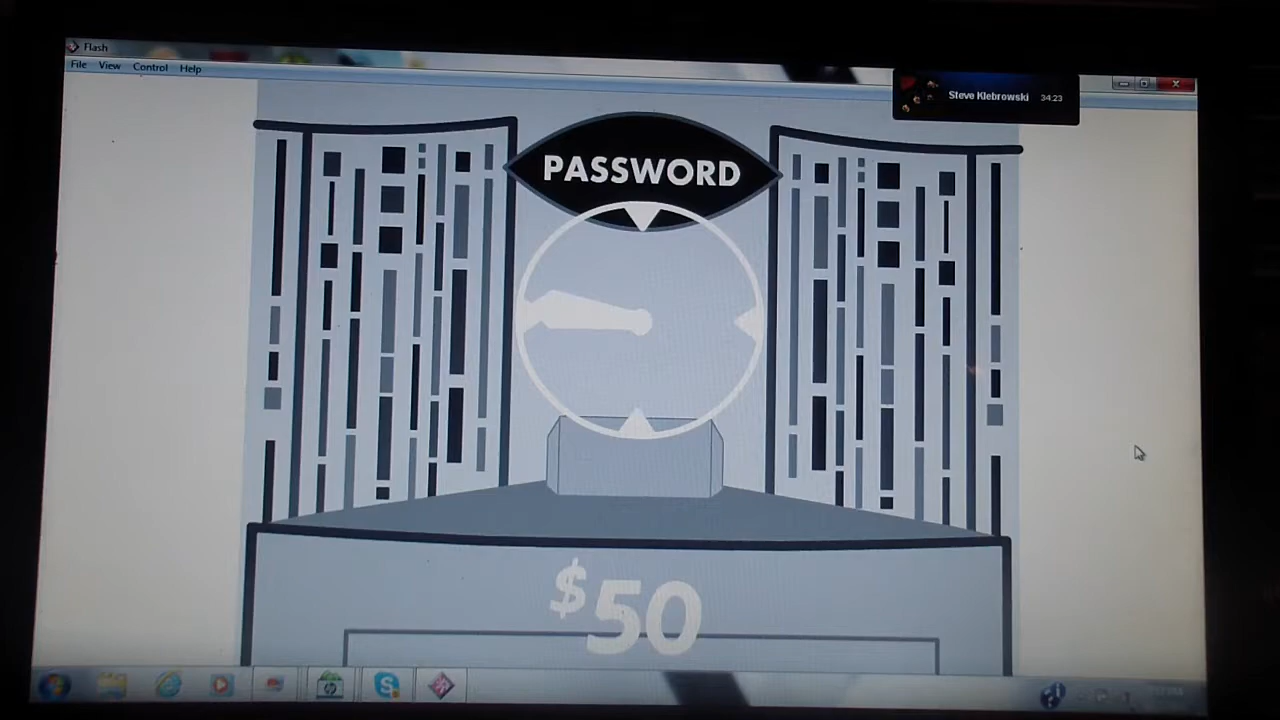 Flash
File View Control Help
Steve Klebrowski 34:23
PASSWORD
$50